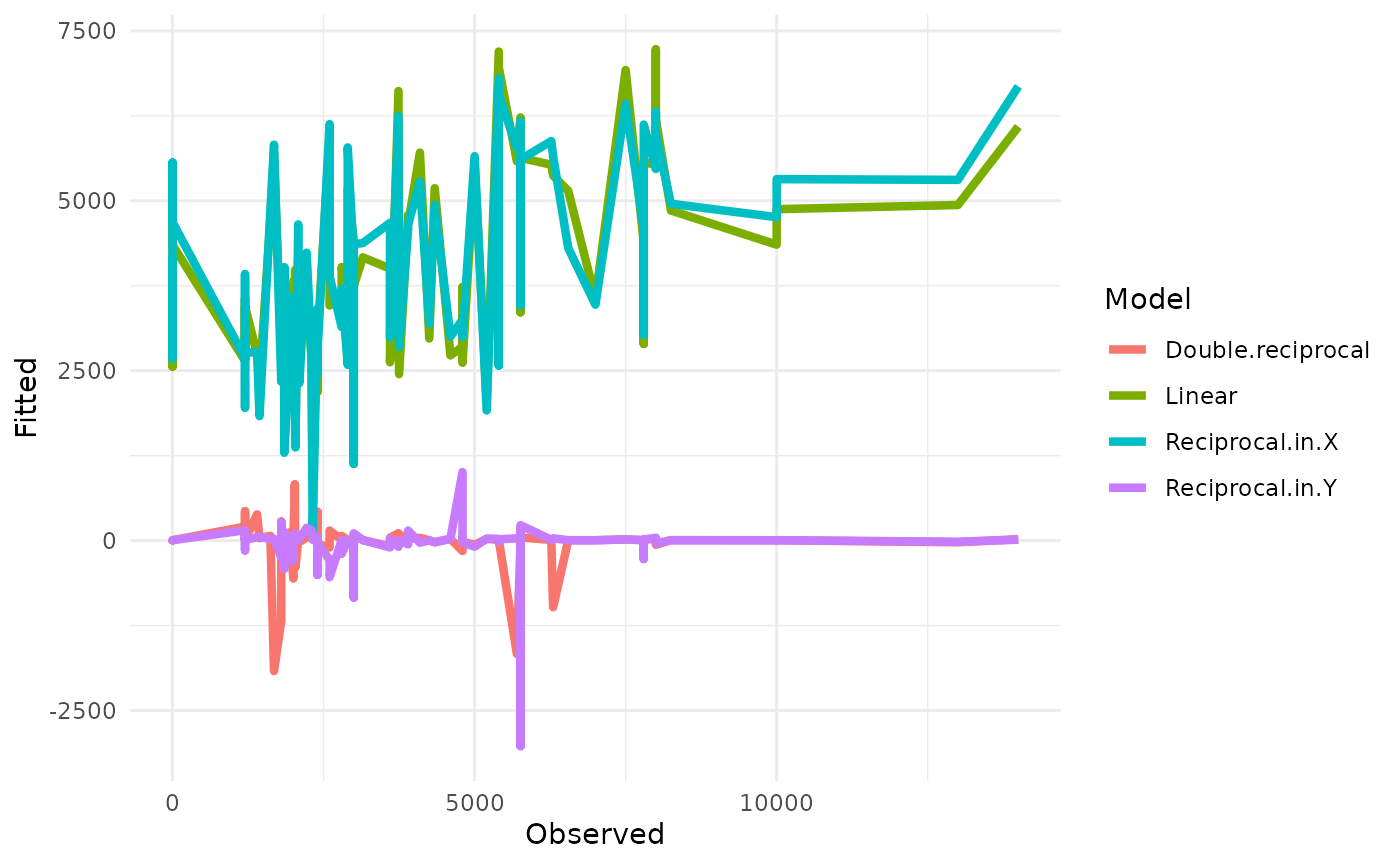 7500
5000
2500
0
-2500
Fitted
0
5000
10000
Observed
Model
Double.reciprocal
Linear
Reciprocal.in.X
Reciprocal.in.Y